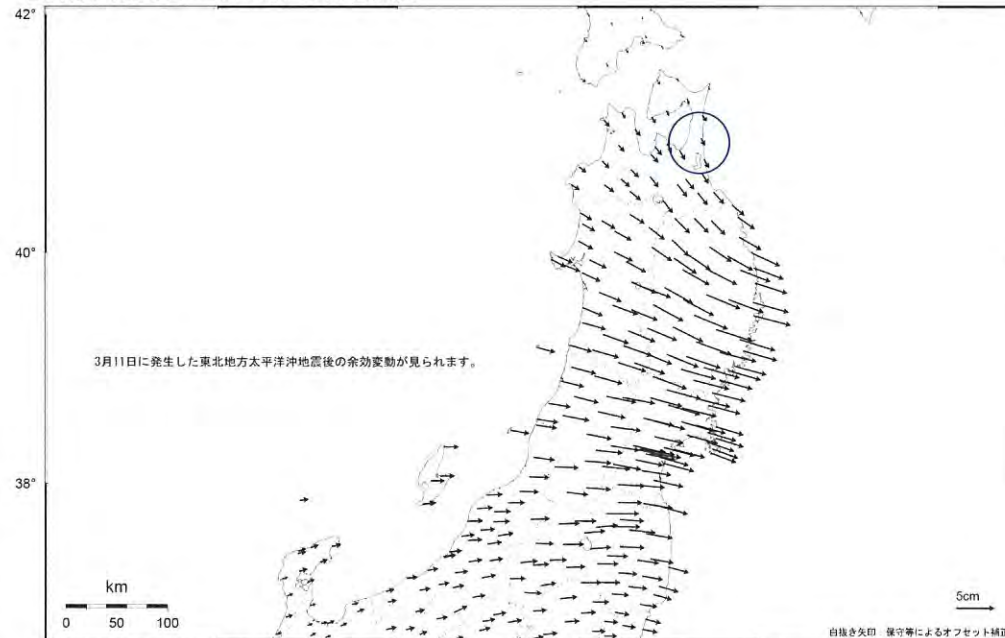 42°
40°
3月11日に発生した東北地方太平洋沖地震後の余効変動が見られます。
38°
km
0 50 100
5cm
白抜き矢印 保守等によるオフセット補正